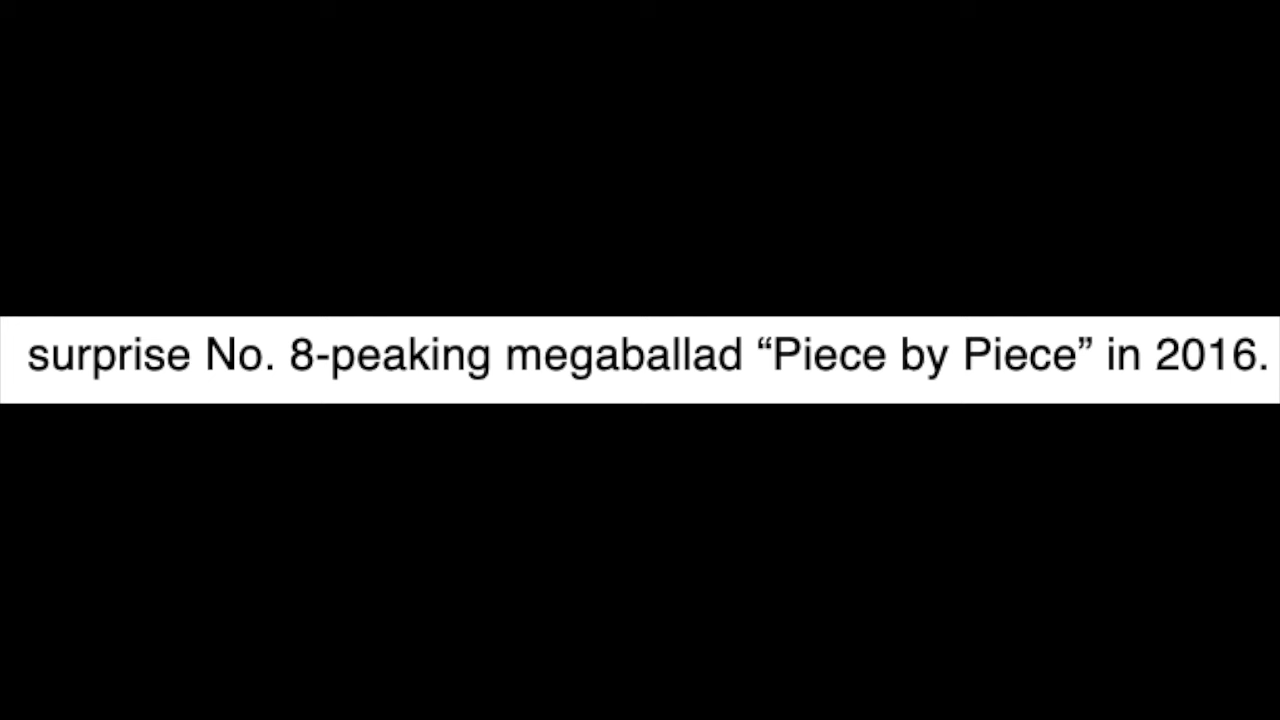 surprise No. 8-peaking megaballad “Piece by Piece” in 2016.